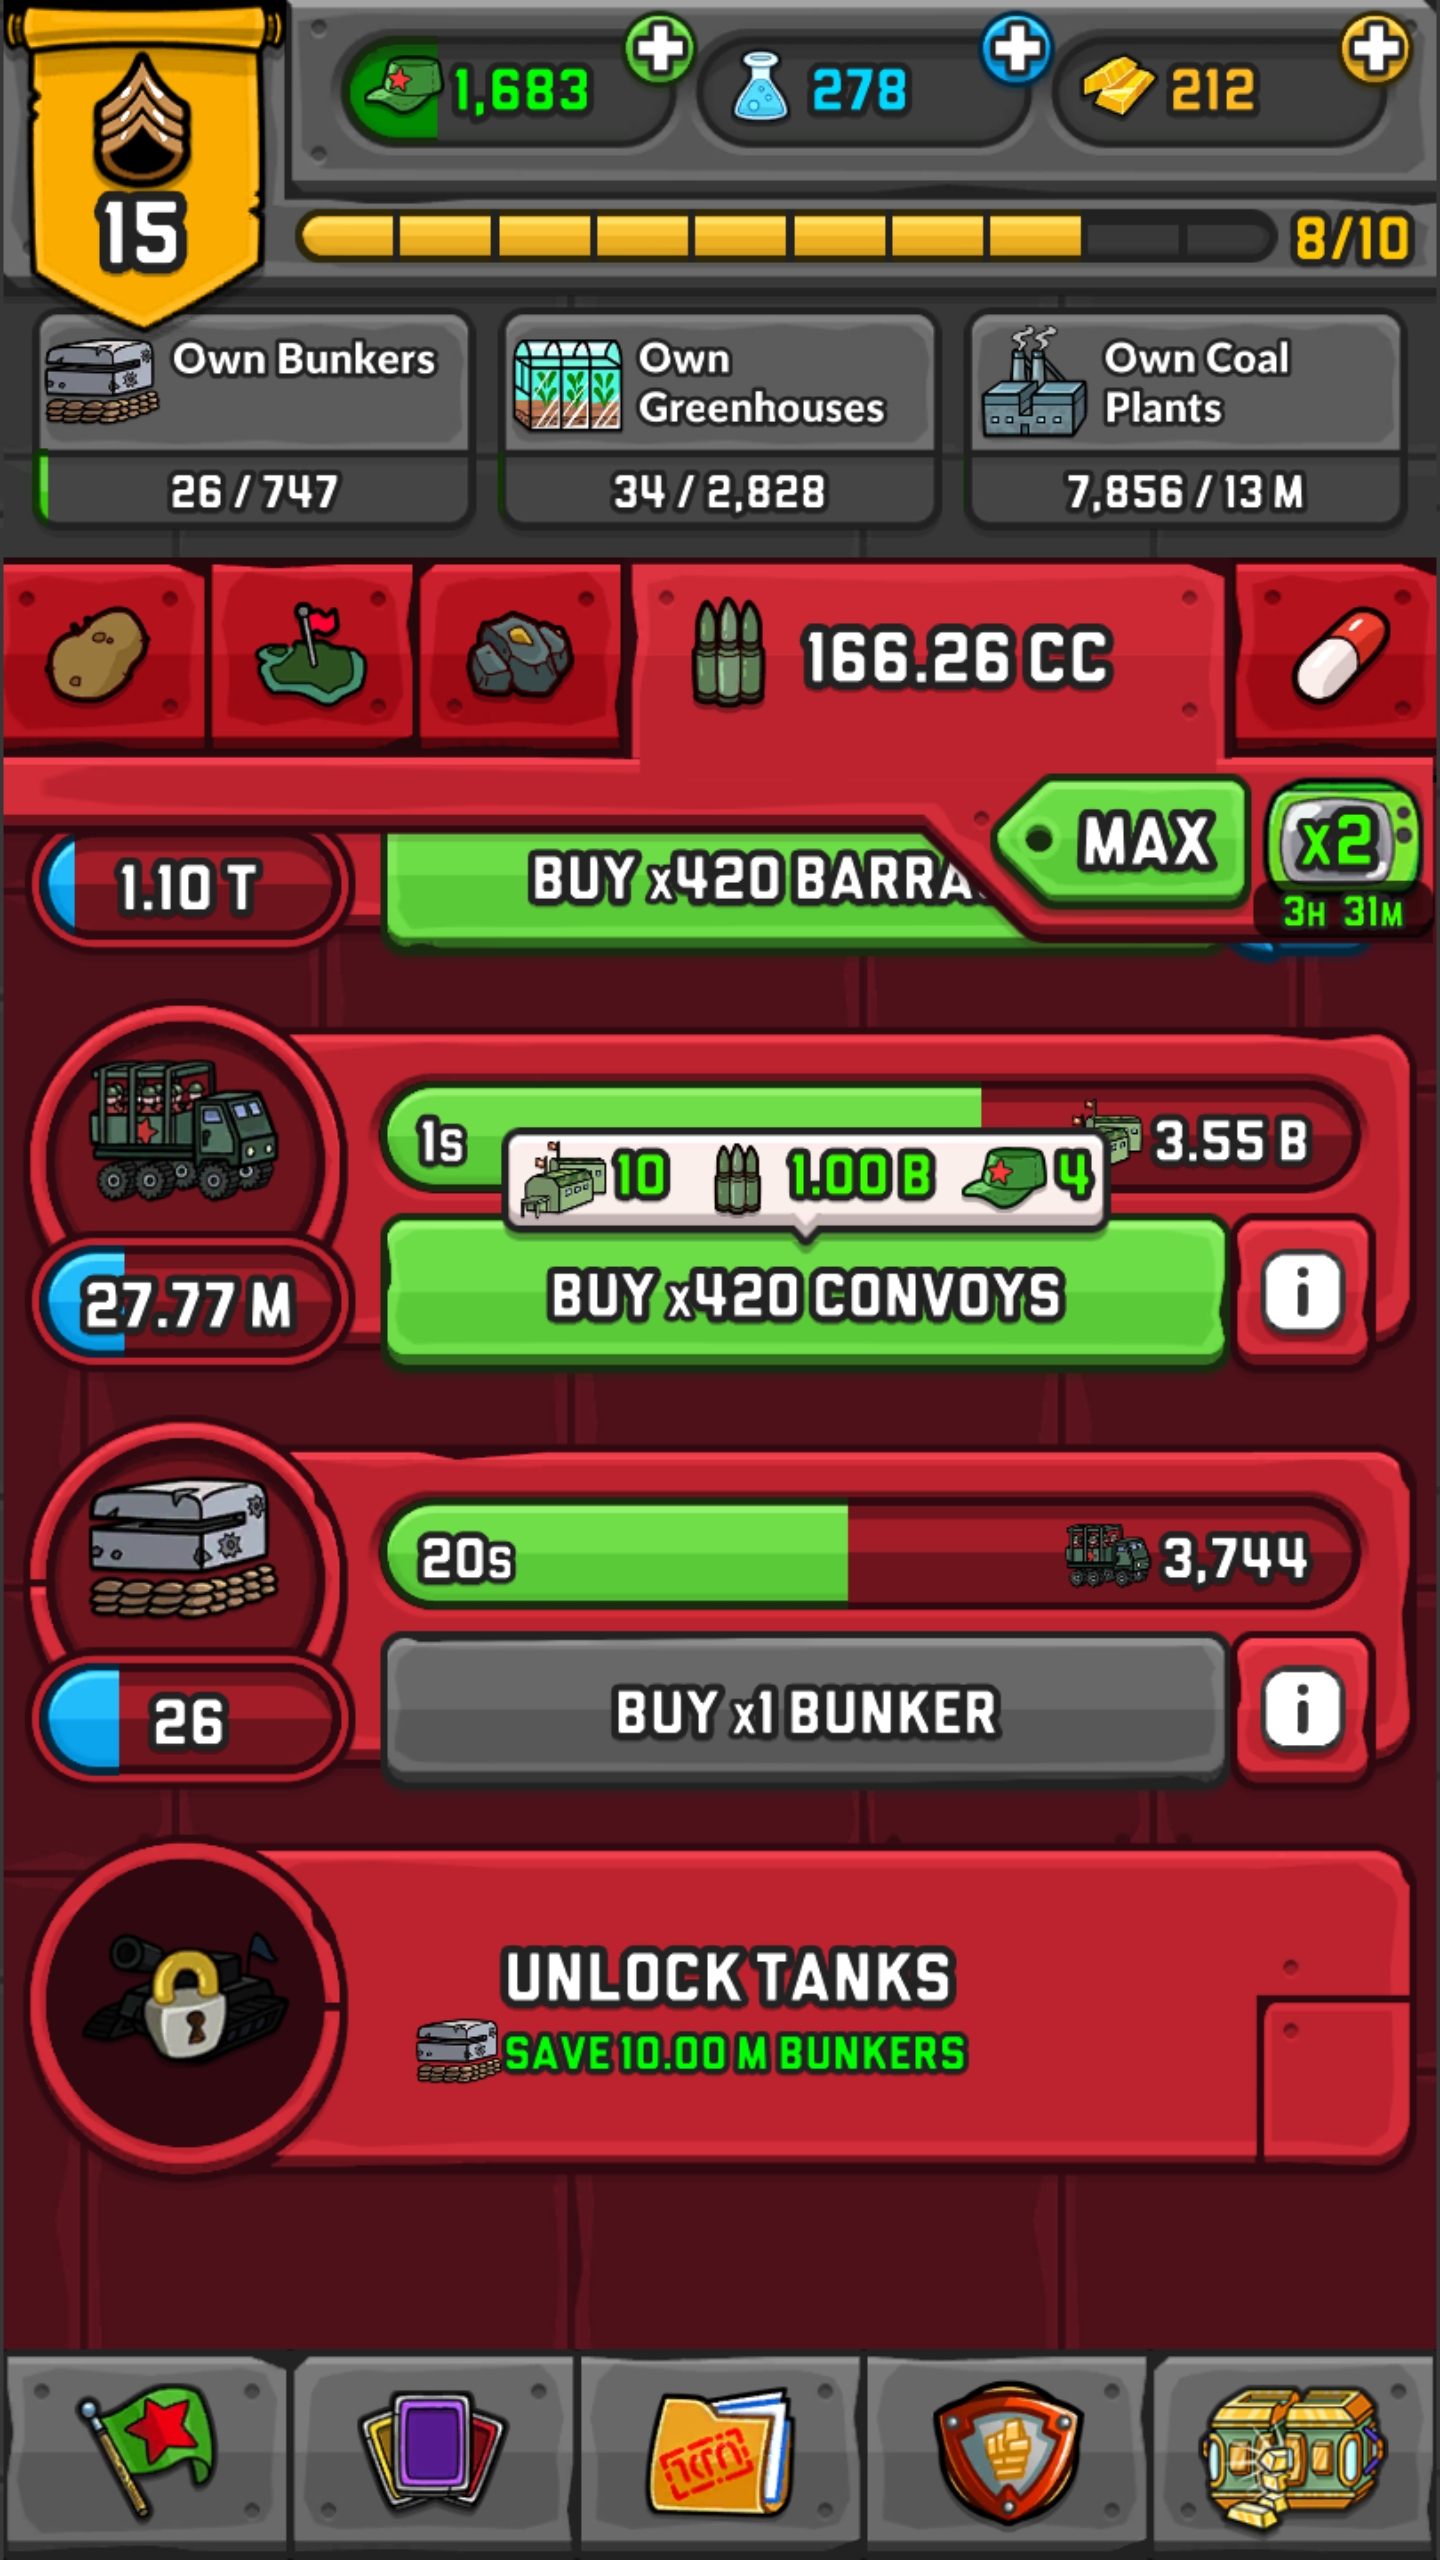 1,683
278
212
15
8/10
Own Bunkers
26 / 747
Own
Greenhouses
34 / 2,828
Own Coal
Plants
7,856 / 13 M
166.26 CC
MAX
x2
3H 31M
1.10 T
BUY x420 BARRA
1s
3.55 B
10
1.00 B
4
27.77 M
BUY x420 CONVOYS
i
20s
3,744
26
BUY x1 BUNKER
i
UNLOCK TANKS
SAVE 10.00 M BUNKERS